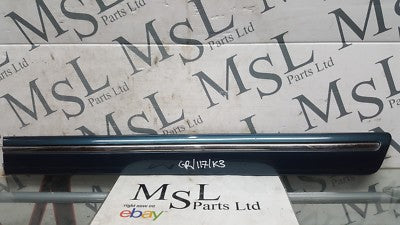 MSL
Parts Ltd
MSL
Parts Ltd
MSL
Parts Ltd
GR/117/K3
MSL
Parts Ltd
right now on
ebay